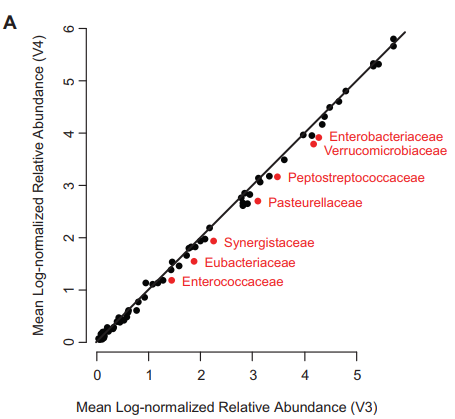 A
Mean Log-normalized Relative Abundance (V4)
6
5
4
3
2
1
0
Enterobacteriaceae
Verrucomicrobiaceae
Peptostreptococcaceae
Pasteurellaceae
Synergistaceae
Eubacteriaceae
Enterococcaceae
0 1 2 3 4 5
Mean Log-normalized Relative Abundance (V3)